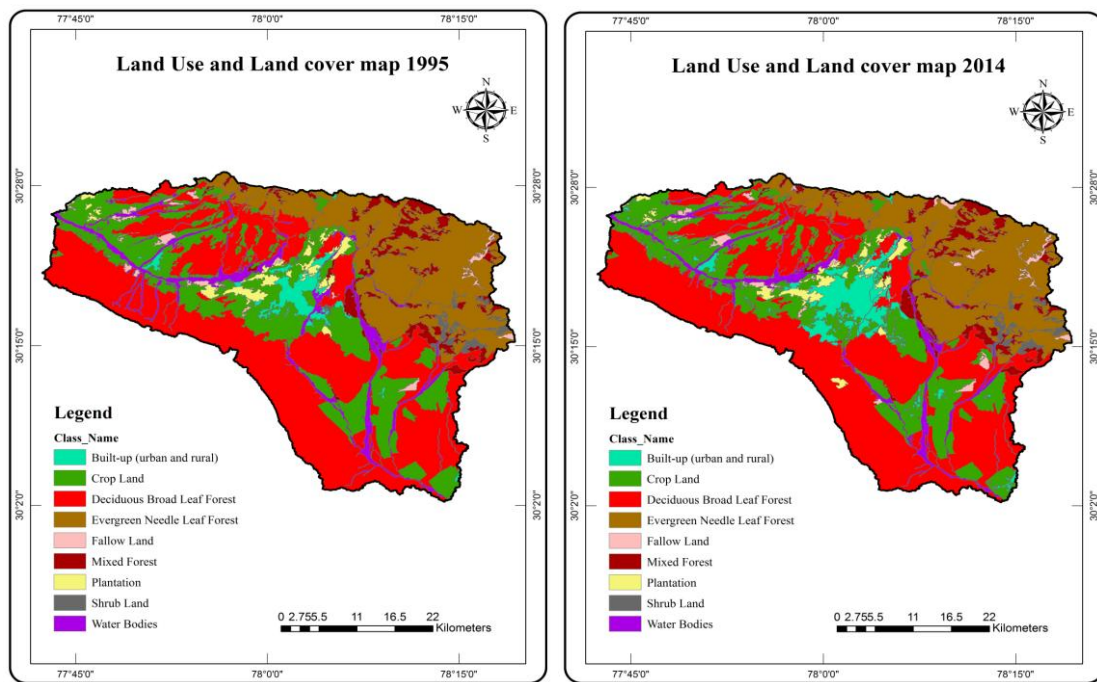 77°45'0" 78°0'0" 78°15'0"
Land Use and Land cover map 1995
N
W E
S
30°28'0" 30°28'0"
30°15'0" 30°15'0"
30°2'0" 30°2'0"
Legend
Class_Name
Built-up (urban and rural)
Crop Land
Deciduous Broad Leaf Forest
Evergreen Needle Leaf Forest
Fallow Land
Mixed Forest
Plantation
Shrub Land
Water Bodies
0 2.755.5 11 16.5 22
Kilometers
77°45'0" 78°0'0" 78°15'0"
77°45'0" 78°0'0" 78°15'0"
Land Use and Land cover map 2014
N
W E
S
30°28'0" 30°28'0"
30°15'0" 30°15'0"
30°2'0" 30°2'0"
Legend
Class_Name
Built-up (urban and rural)
Crop Land
Deciduous Broad Leaf Forest
Evergreen Needle Leaf Forest
Fallow Land
Mixed Forest
Plantation
Shrub Land
Water Bodies
0 2.755.5 11 16.5 22
Kilometers
77°45'0" 78°0'0" 78°15'0"